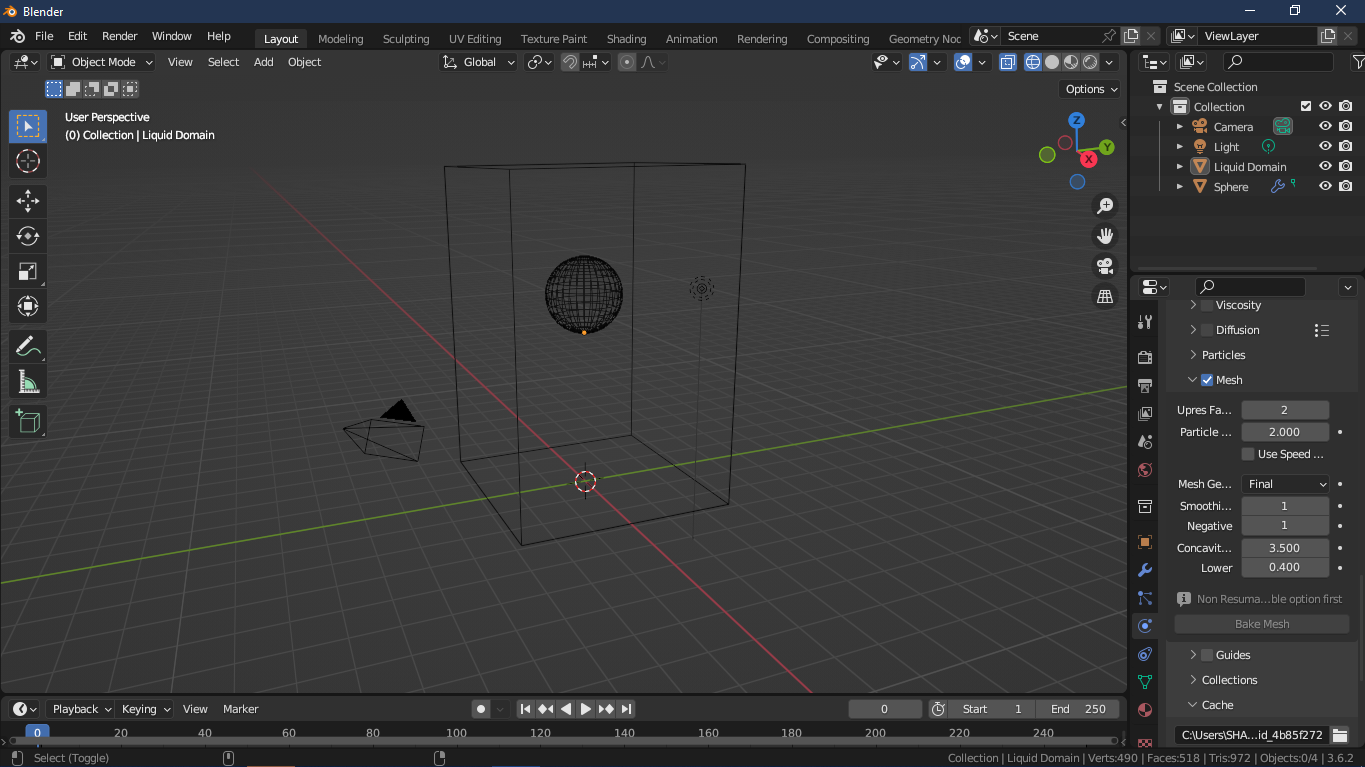 Blender
File Edit Render Window Help
Layout Modeling Sculpting UV Editing Texture Paint Shading Animation Rendering Compositing Geometry Noc
Scene
ViewLayer
Object Mode View Select Add Object
Global
Options
User Perspective
(0) Collection | Liquid Domain
Z
Y
X
Scene Collection
Collection
Camera
Light
Liquid Domain
Sphere
Viscosity
Diffusion
Particles
Mesh
Upres Fa... 2
Particle ... 2.000
Use Speed ...
Mesh Ge... Final
Smoothi... 1
Negative 1
Concavit... 3.500
Lower 0.400
Non Resuma...ble option first
Bake Mesh
Guides
Collections
Cache
C:\Users\SHA...id_4b85f272
Playback Keying View Marker
0
Start 1
End 250
0 20 40 60 80 100 120 140 160 180 200 220 240
Select (Toggle)
Collection | Liquid Domain | Verts:490 | Faces:518 | Tris:972 | Objects:0/4 | 3.6.2